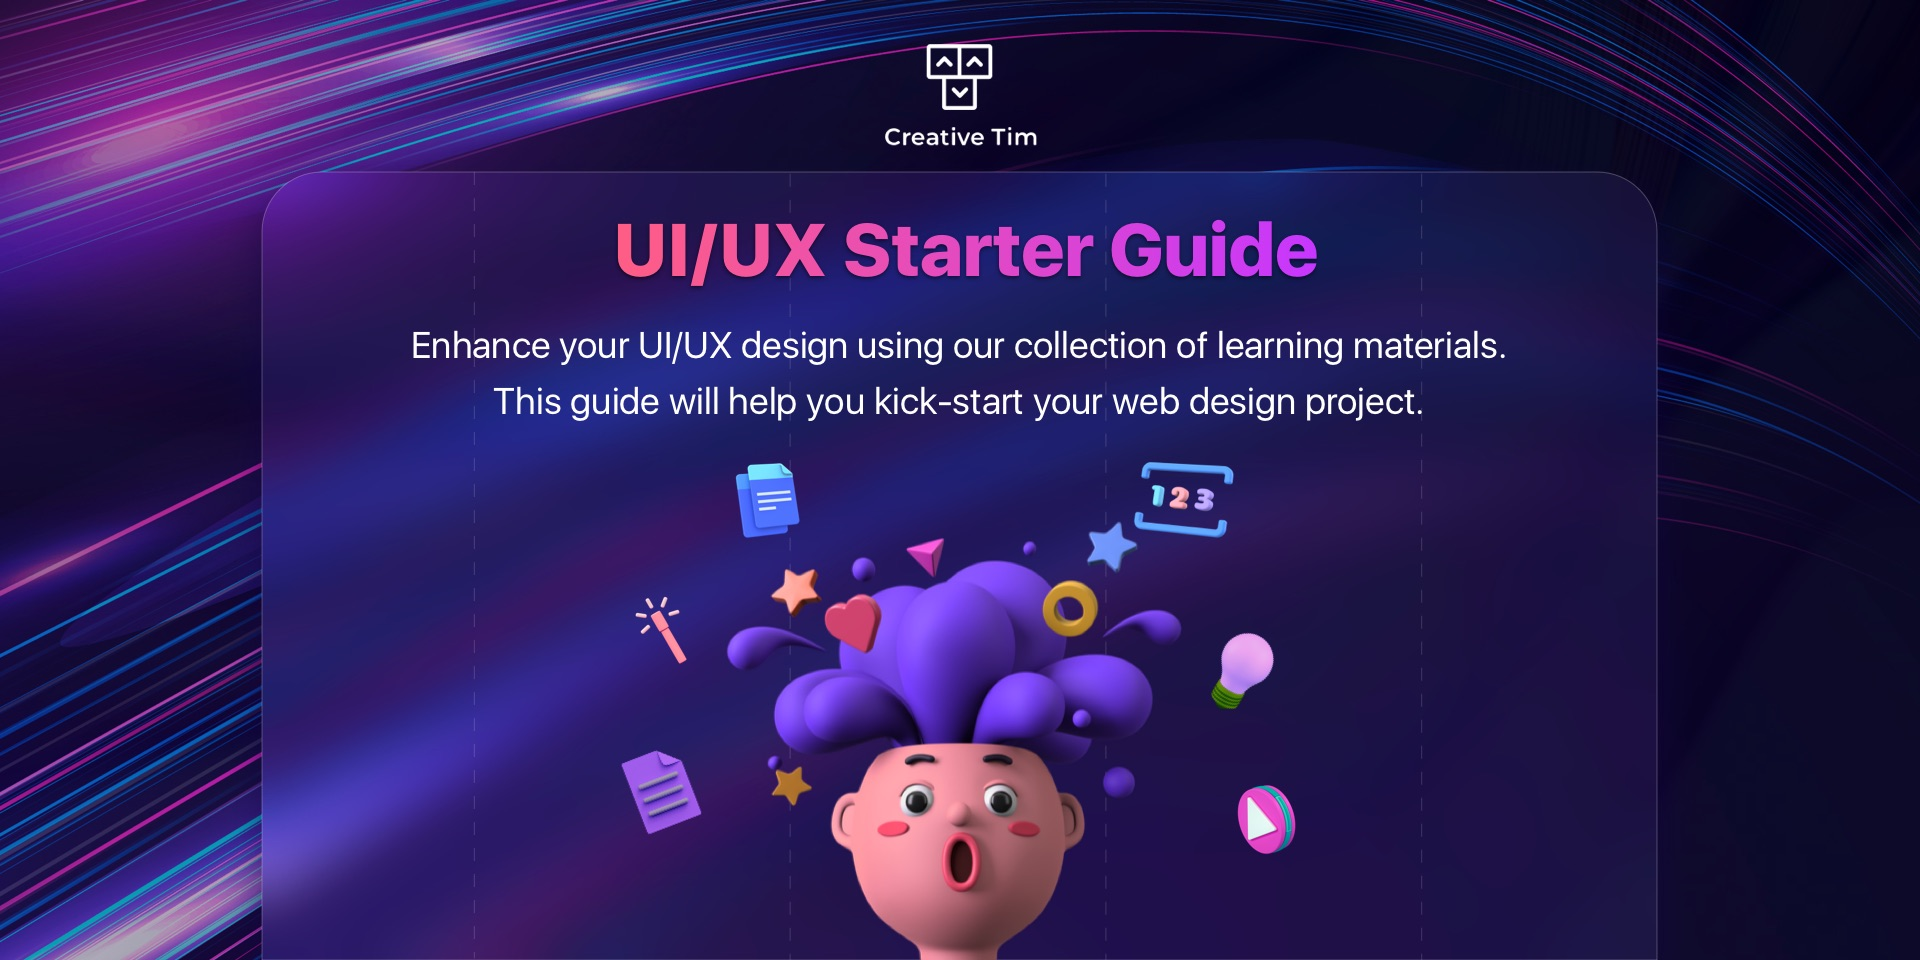 Creative Tim
UI/UX Starter Guide
Enhance your UI/UX design using our collection of learning materials.
This guide will help you kick-start your web design project.
123